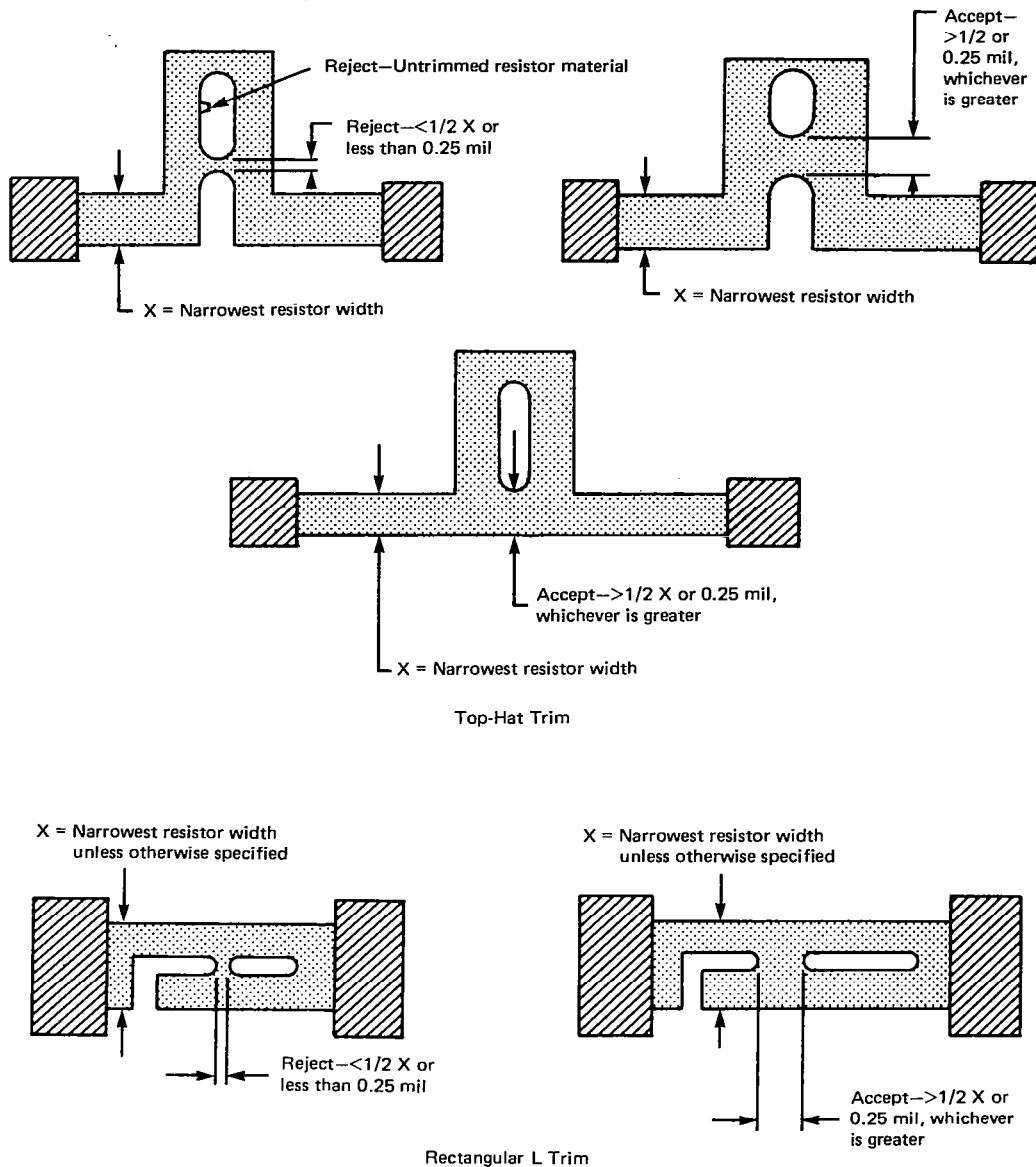 Reject—Untrimmed resistor material
Reject—<1/2 X or
less than 0.25 mil
X = Narrowest resistor width
Accept—
>1/2 or
0.25 mil,
whichever
is greater
X = Narrowest resistor width
Accept—>1/2 X or 0.25 mil,
whichever is greater
X = Narrowest resistor width
Top-Hat Trim
X = Narrowest resistor width
unless otherwise specified
Reject—<1/2 X or
less than 0.25 mil
X = Narrowest resistor width
unless otherwise specified
Accept—>1/2 X or
0.25 mil, whichever
is greater
Rectangular L Trim